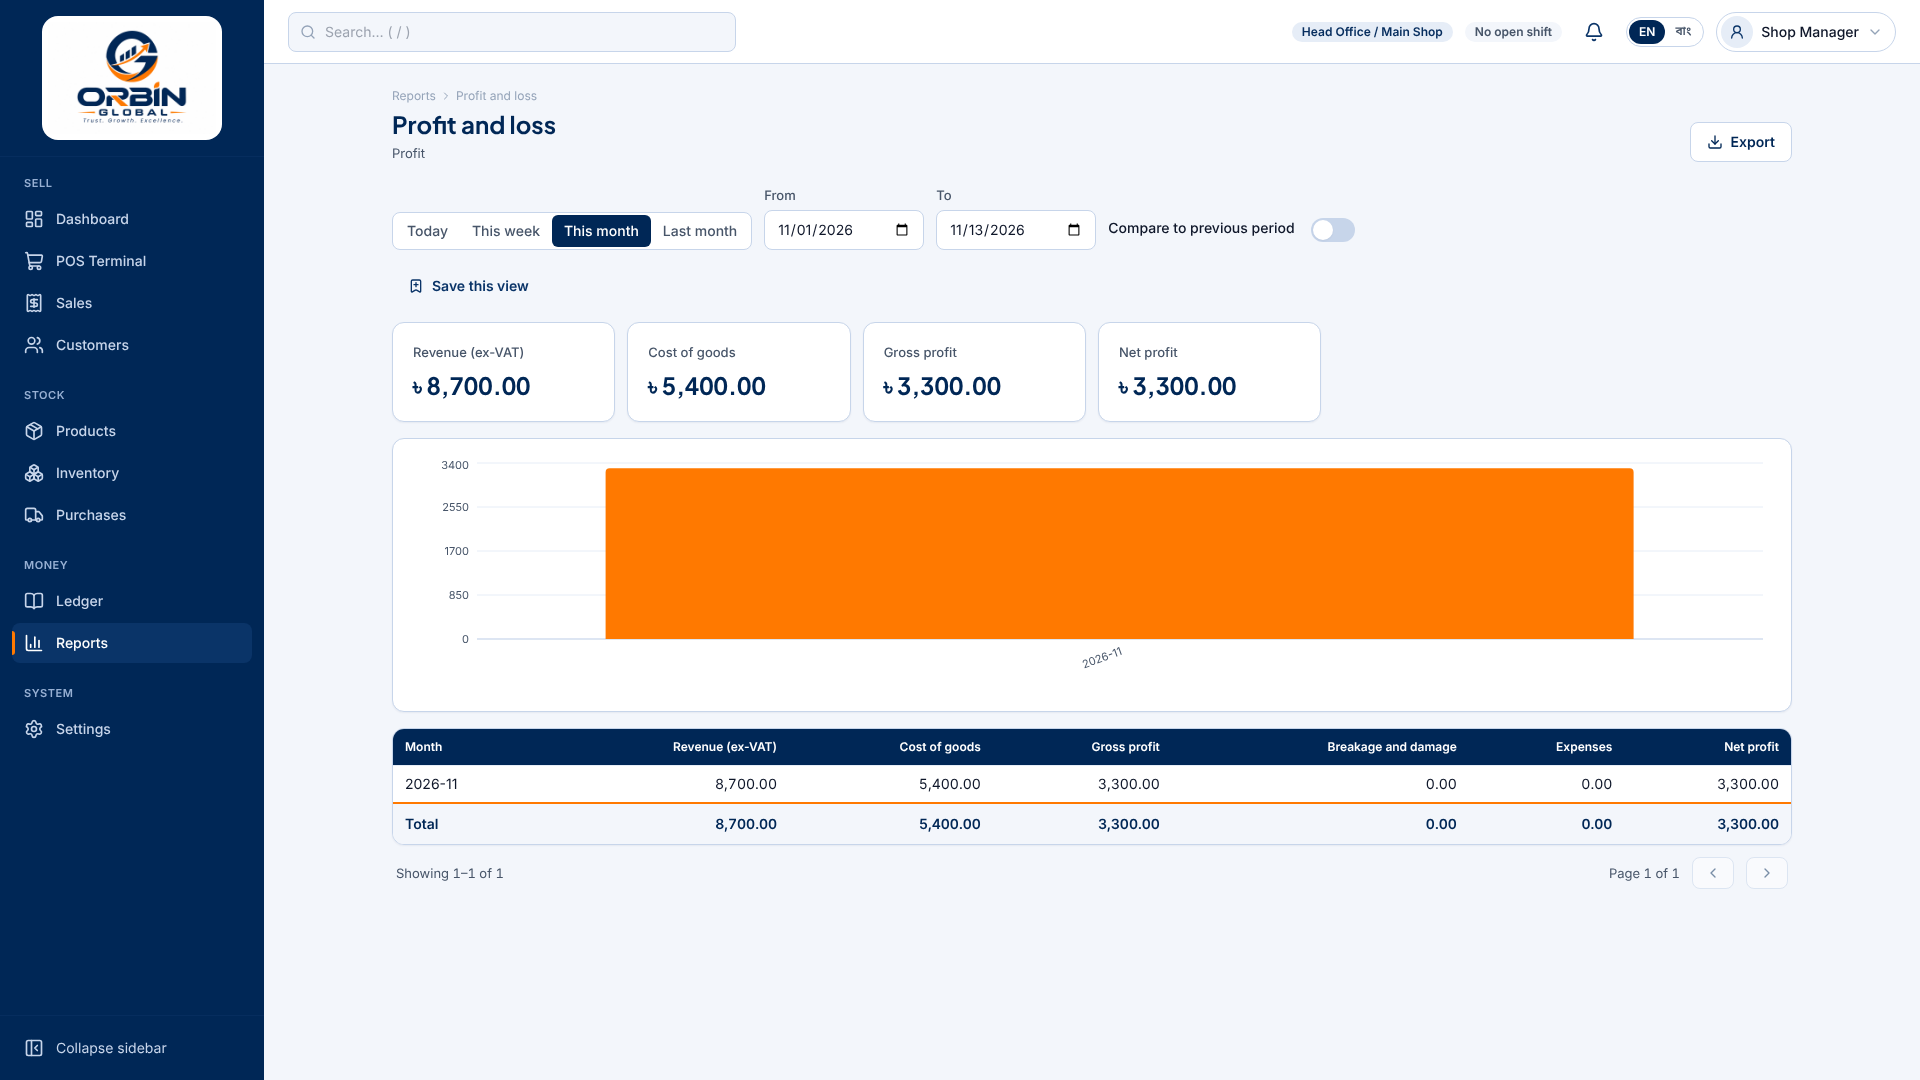 ORBIN
GLOBAL
Trust. Growth. Excellence.
Search... ( / )
Head Office / Main Shop
No open shift
EN
বাং
Shop Manager
SELL
Dashboard
POS Terminal
Sales
Customers
STOCK
Products
Inventory
Purchases
MONEY
Ledger
Reports
SYSTEM
Settings
Collapse sidebar
Reports > Profit and loss
Profit and loss
Profit
Export
Today This week This month Last month
From
11/01/2026
To
11/13/2026
Compare to previous period
Save this view
Revenue (ex-VAT)
৳ 8,700.00
Cost of goods
৳ 5,400.00
Gross profit
৳ 3,300.00
Net profit
৳ 3,300.00
3400
2550
1700
850
0
2026-11
Month Revenue (ex-VAT) Cost of goods Gross profit Breakage and damage Expenses Net profit
2026-11 8,700.00 5,400.00 3,300.00 0.00 0.00 3,300.00
Total 8,700.00 5,400.00 3,300.00 0.00 0.00 3,300.00
Showing 1–1 of 1
Page 1 of 1